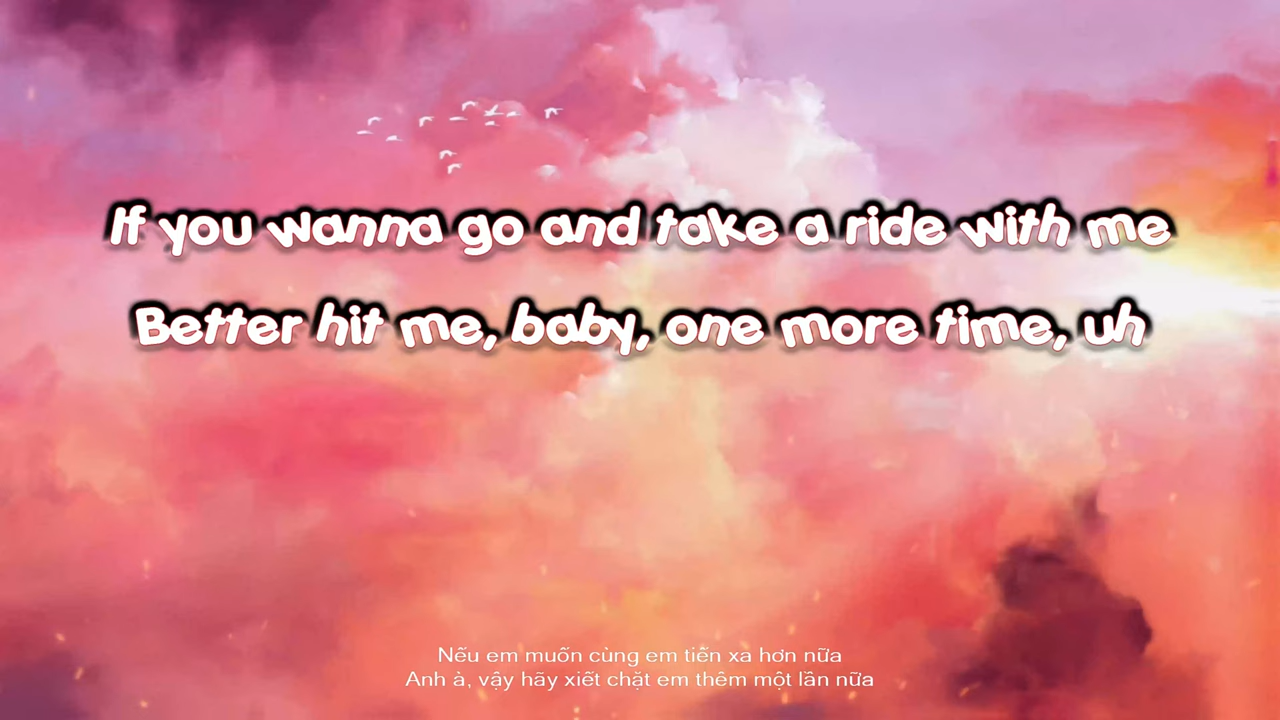 If you wanna go and take a ride with me
Better hit me, baby, one more time, uh
Nếu em muốn cùng em tiến xa hơn nữa
Anh à, vậy hãy xiết chặt em thêm một lần nữa